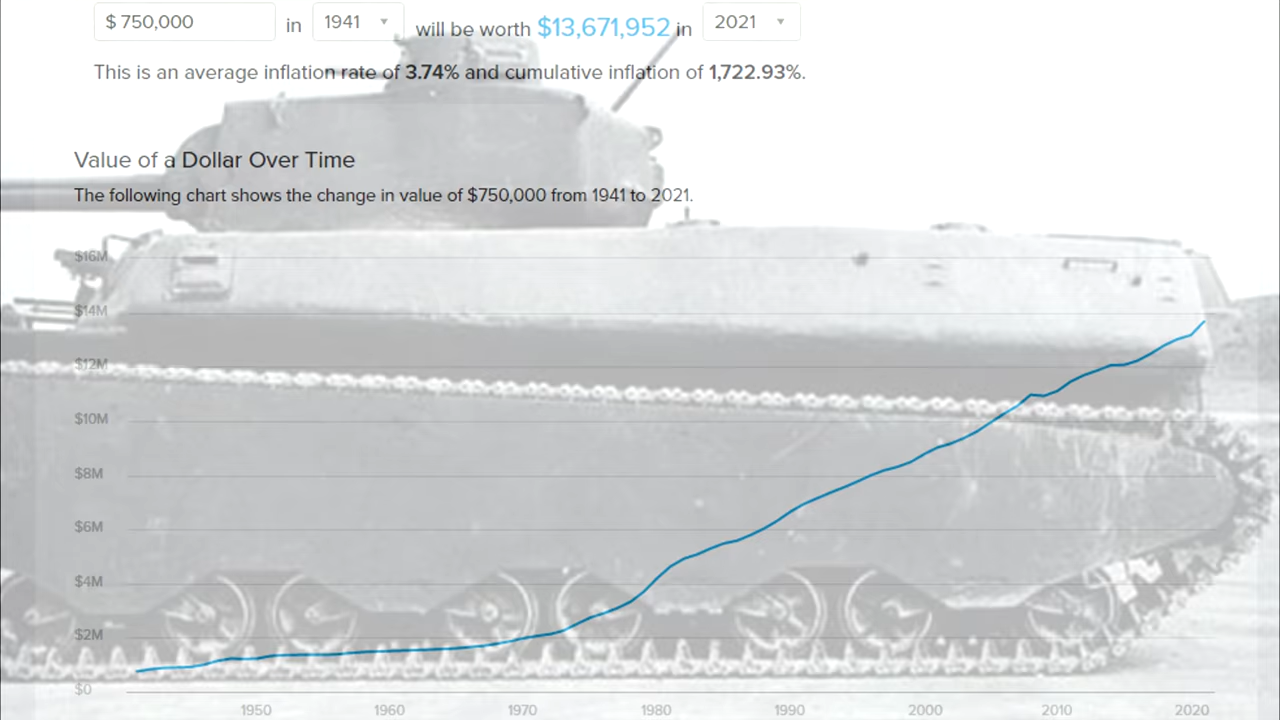 $ 750,000 in 1941 will be worth $13,671,952 in 2021
This is an average inflation rate of 3.74% and cumulative inflation of 1,722.93%.
Value of a Dollar Over Time
The following chart shows the change in value of $750,000 from 1941 to 2021.
$16M
$14M
$12M
$10M
$8M
$6M
$4M
$2M
$0
1950 1960 1970 1980 1990 2000 2010 2020